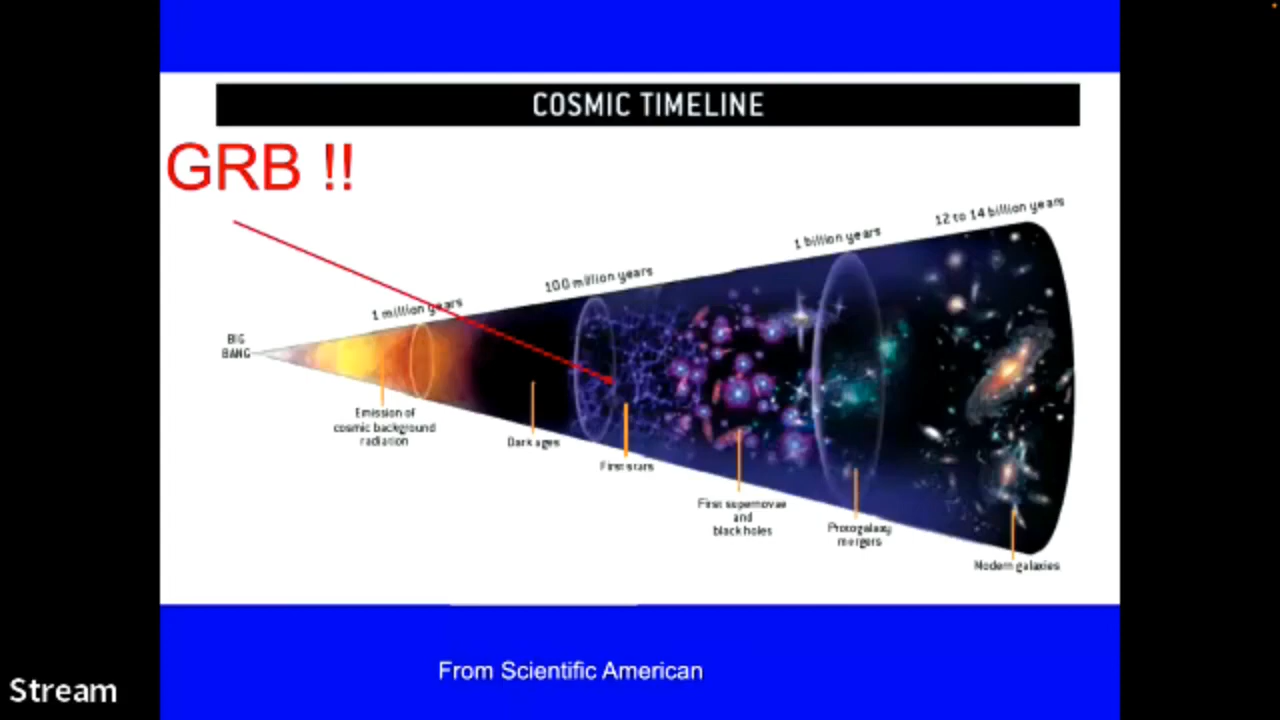 COSMIC TIMELINE
GRB !!
12 to 14 billion years
1 billion years
100 million years
1 million years
BIG
BANG
Emission of
cosmic background
radiation
Dark ages
First stars
First supernovae
and
black holes
Protogalaxy
mergers
Modern galaxies
From Scientific American
Stream